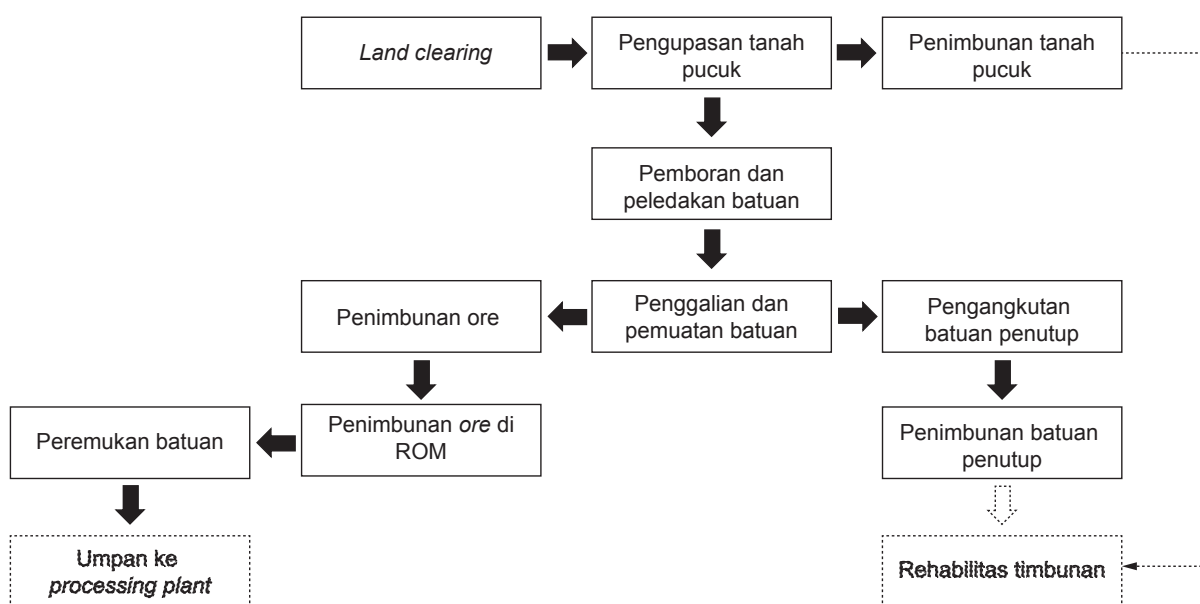 Land clearing
Pengupasan tanah
pucuk
Penimbunan tanah
pucuk
Pemboran dan
peledakan batuan
Penimbunan ore
Penggalian dan
pemuatan batuan
Pengangkutan
batuan penutup
Peremukan batuan
Penimbunan ore di
ROM
Penimbunan batuan
penutup
Umpan ke
processing plant
Rehabilitas timbunan